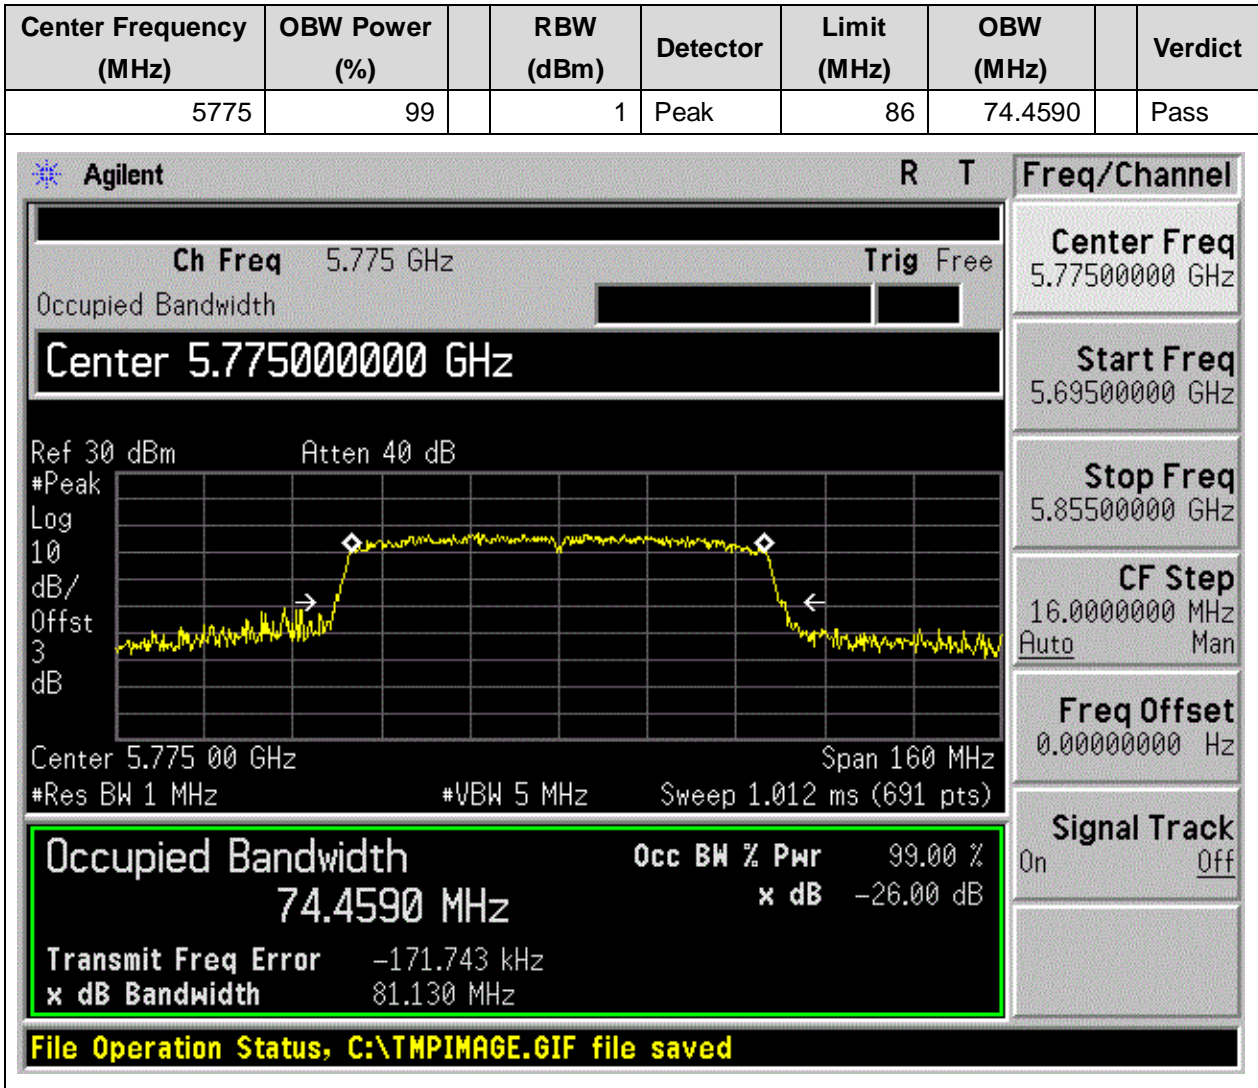 Center Frequency (MHz) OBW Power (%) RBW (dBm) Detector Limit (MHz) OBW (MHz) Verdict
5775 99 1 Peak 86 74.4590 Pass
Agilent R T Freq/Channel
Ch Freq 5.775 GHz Trig Free
Occupied Bandwidth
Center 5.775000000 GHz
Center Freq
5.77500000 GHz
Start Freq
5.69500000 GHz
Stop Freq
5.85500000 GHz
CF Step
16.0000000 MHz
Auto Man
Freq Offset
0.00000000 Hz
Signal Track
On Off
Ref 30 dBm Atten 40 dB
#Peak
Log
10
dB/
Offst
3
dB
Center 5.775 00 GHz Span 160 MHz
#Res BW 1 MHz #VBW 5 MHz Sweep 1.012 ms (691 pts)
Occupied Bandwidth
74.4590 MHz
Occ BW % Pwr 99.00 %
x dB -26.00 dB
Transmit Freq Error -171.743 kHz
x dB Bandwidth 81.130 MHz
File Operation Status, C:\TMPIMAGE.GIF file saved